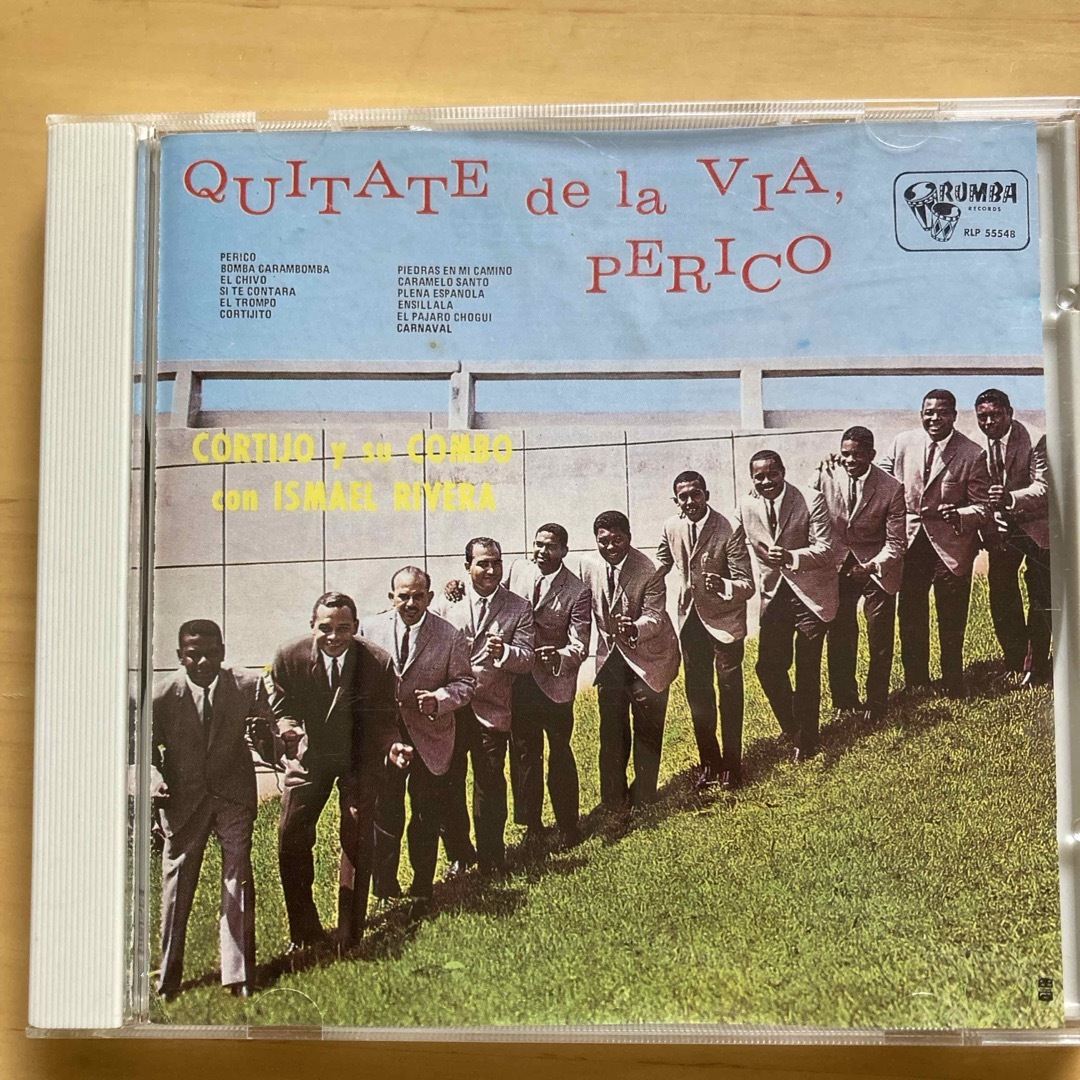 QUITATE de la VIA,
PERICO
RUMBA
RECORDS
RLP 55548
PERICO
BOMBA CARAMBOMBA
EL CHIVO
SI TE CONTARA
EL TROMPO
CORTIJITO
PIEDRAS EN MI CAMINO
CARAMELO SANTO
PLENA ESPANOLA
ENSILLALA
EL PAJARO CHOGUI
CARNAVAL
CORTIJO y su COMBO
con ISMAEL RIVERA